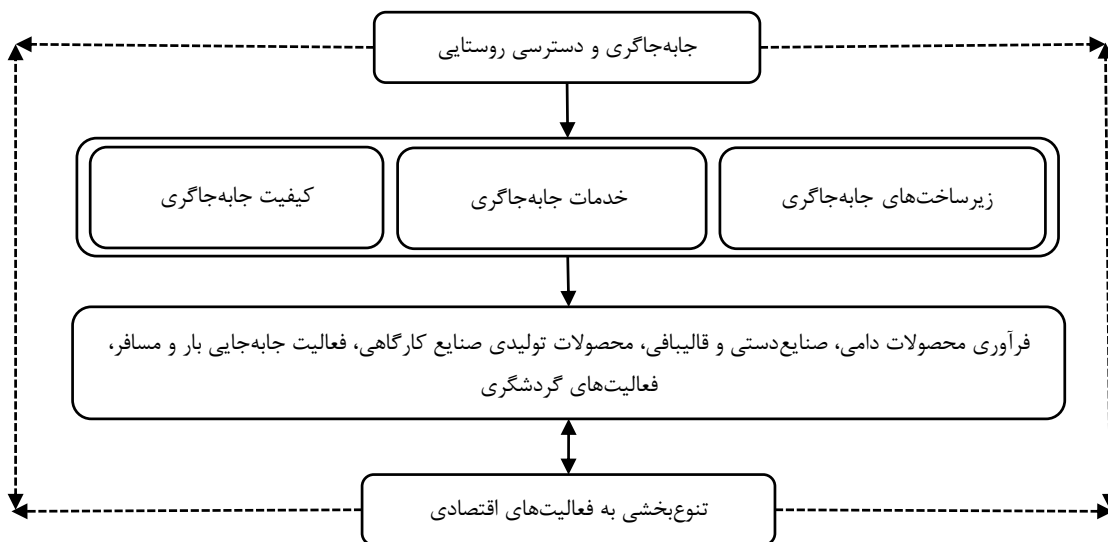 جابه‌جاگری و دسترسی روستایی
زیرساخت‌های جابه‌جاگری
خدمات جابه‌جاگری
کیفیت جابه‌جاگری
فرآوری محصولات دامی، صنایع‌دستی و قالیبافی، محصولات تولیدی صنایع کارگاهی، فعالیت جابه‌جایی بار و مسافر،
فعالیت‌های گردشگری
تنوع‌بخشی به فعالیت‌های اقتصادی